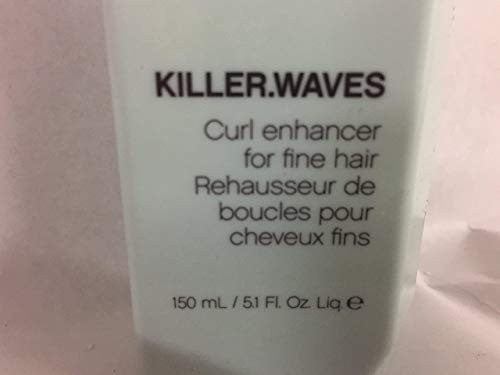 KILLER.WAVES
Curl enhancer
for fine hair
Rehausseur de
boucles pour
cheveux fins
150 mL / 5.1 Fl. Oz. Liq. ℮